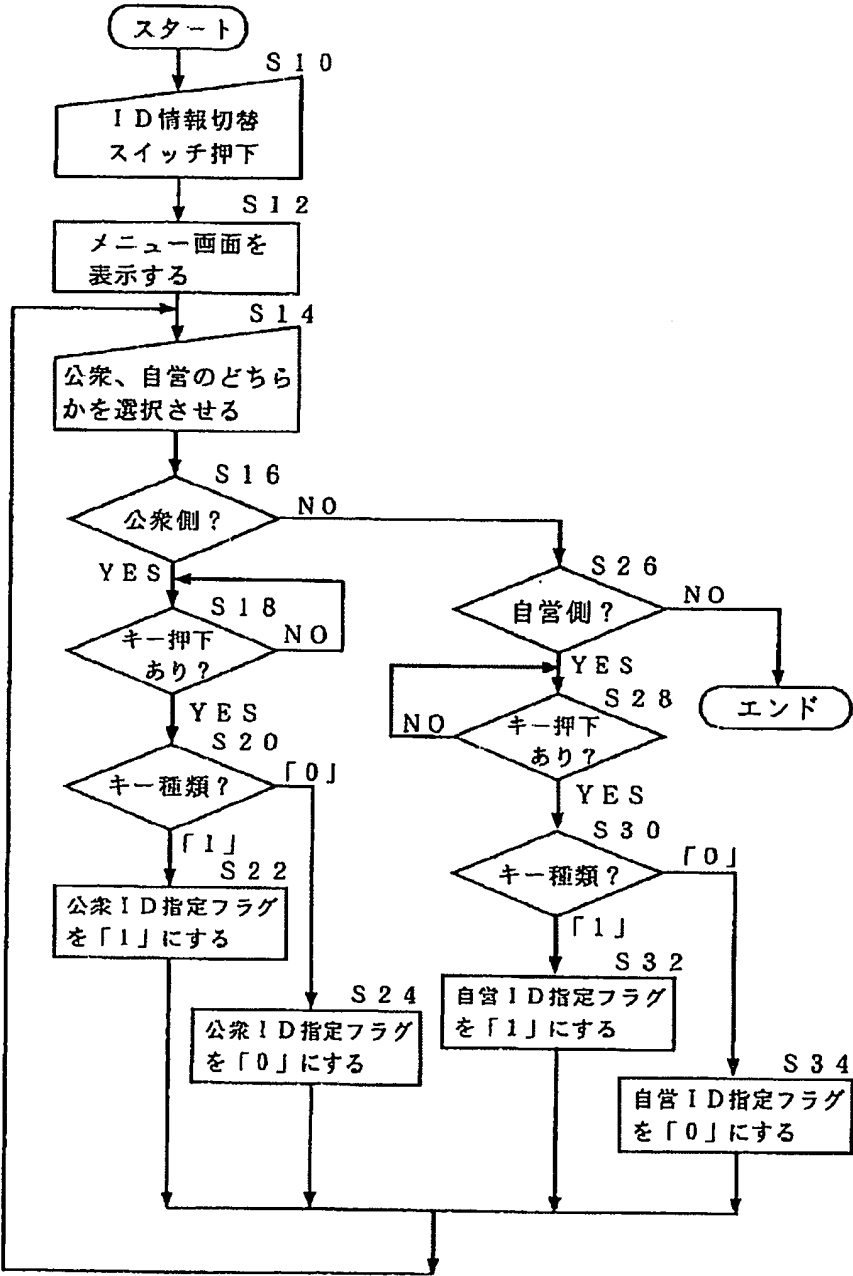 スタート
S10
ID情報切替
スイッチ押下
S12
メニュー画面を
表示する
S14
公衆、自営のどちら
かを選択させる
S16
公衆側？
NO
YES
S18
キー押下
あり？
NO
YES
S20
キー種類？
「0」
「1」
S22
公衆ID指定フラグ
を「1」にする
S24
公衆ID指定フラグ
を「0」にする
S26
自営側？
NO
エンド
YES
S28
キー押下
あり？
NO
YES
S30
キー種類？
「0」
「1」
S32
自営ID指定フラグ
を「1」にする
S34
自営ID指定フラグ
を「0」にする